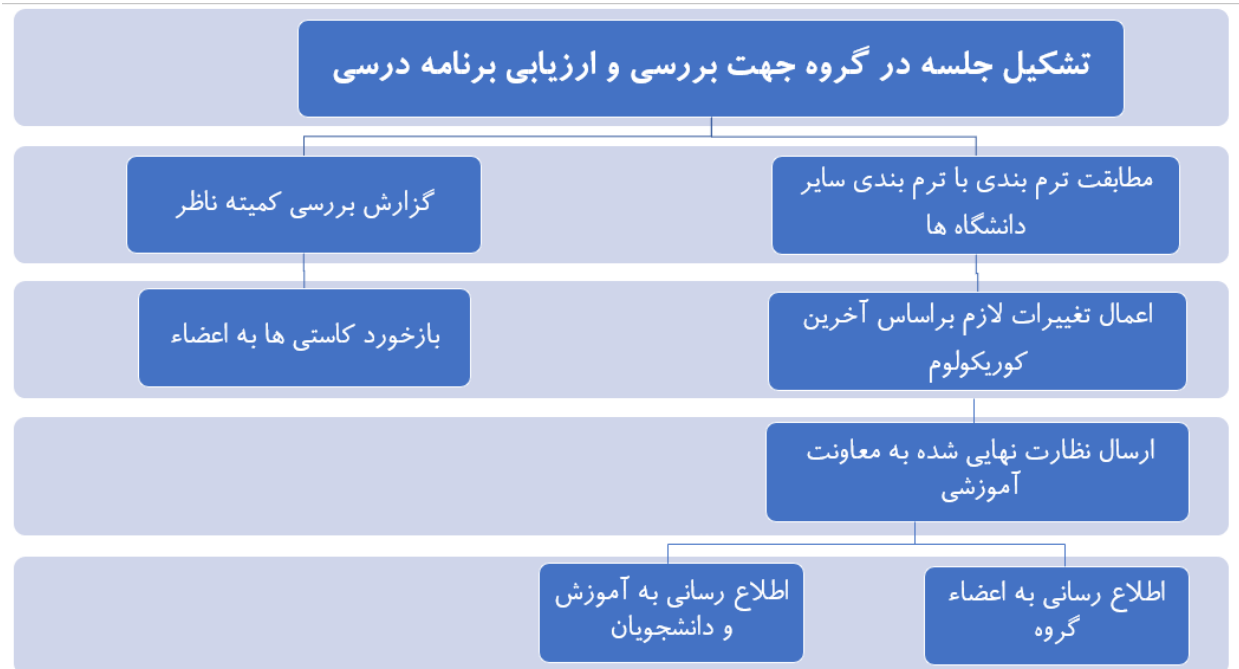 تشکیل جلسه در گروه جهت بررسی و ارزیابی برنامه درسی
مطابقت ترم بندی با ترم بندی سایر
دانشگاه ها
گزارش بررسی کمیته ناظر
اعمال تغییرات لازم براساس آخرین
کوریکولوم
بازخورد کاستی ها به اعضاء
ارسال نظارت نهایی شده به معاونت
آموزشی
اطلاع رسانی به اعضاء
گروه
اطلاع رسانی به آموزش
و دانشجویان